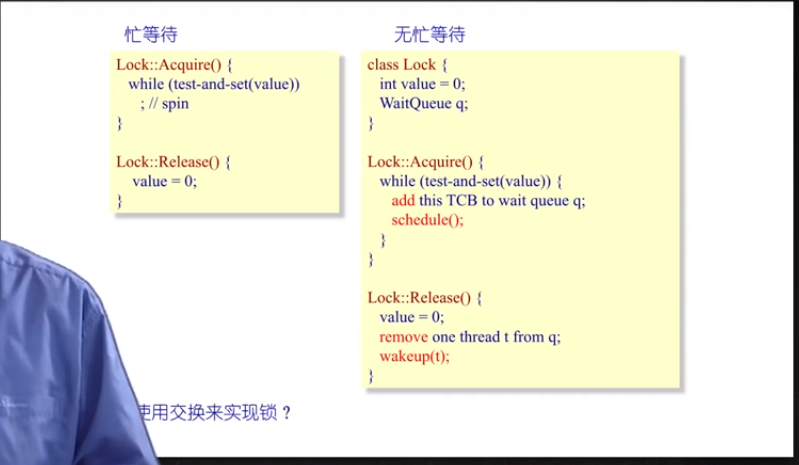 忙等待
Lock::Acquire() {
while (test-and-set(value))
; // spin
}
Lock::Release() {
value = 0;
}
无忙等待
class Lock {
int value = 0;
WaitQueue q;
}
Lock::Acquire() {
while (test-and-set(value)) {
add this TCB to wait queue q;
schedule();
}
}
Lock::Release() {
value = 0;
remove one thread t from q;
wakeup(t);
}
使用交换来实现锁？